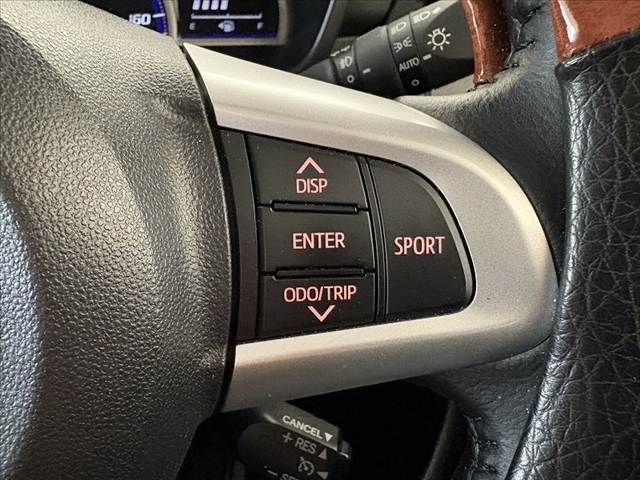 160
E F
AUTO
DISP
ENTER
SPORT
ODO/TRIP
CANCEL
+ RES